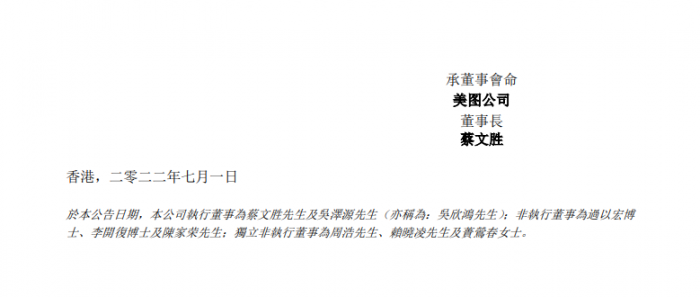 承董事會命
美图公司
董事長
蔡文胜
香港，二零二二年七月一日
於本公告日期，本公司執行董事為蔡文胜先生及吳澤源先生（亦稱為：吳欣鴻先生）；非執行董事為過以宏博
士、李開復博士及陳家荣先生；獨立非執行董事為周浩先生、賴曉凌先生及黃鶯春女士。